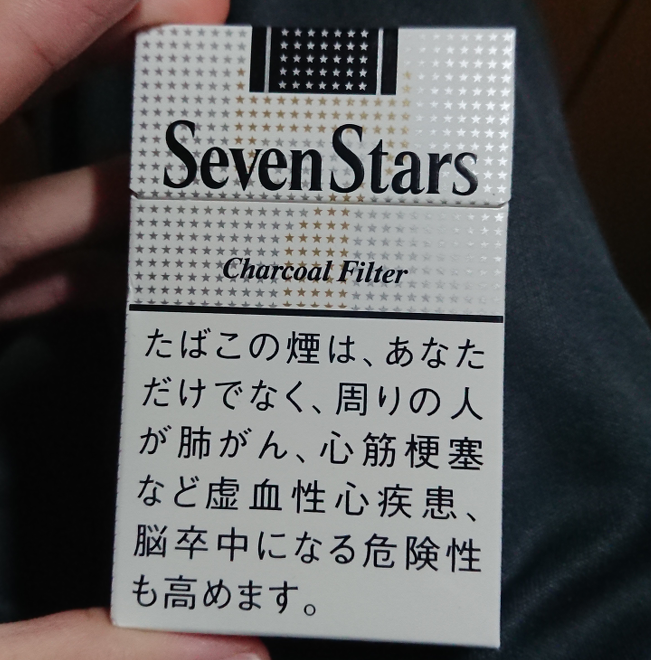 SevenStars
Charcoal Filter
たばこの煙は、あなた
だけでなく、周りの人
が肺がん、心筋梗塞
など虚血性心疾患、
脳卒中になる危険性
も高めます。